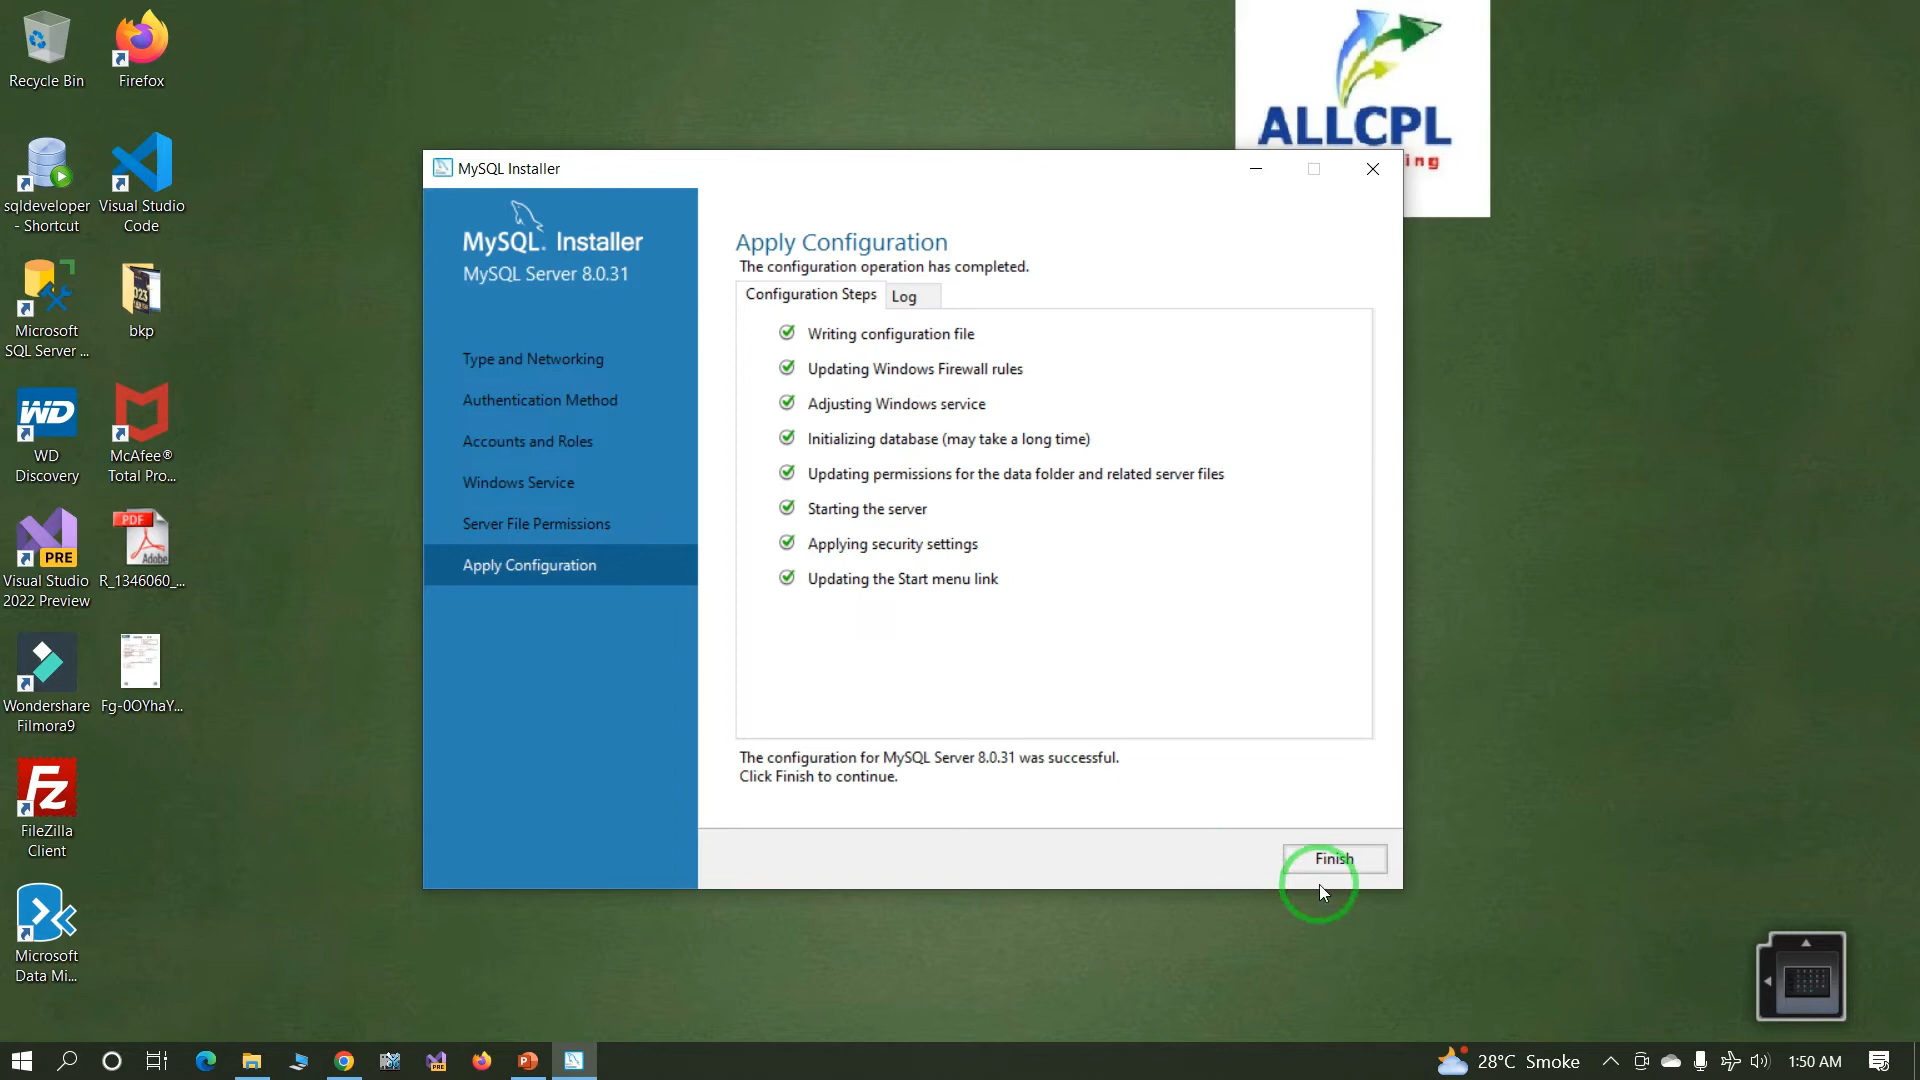 Recycle Bin
Firefox
sqldeveloper
- Shortcut
Visual Studio
Code
Microsoft
SQL Server ...
bkp
WD
WD
Discovery
McAfee®
Total Pro...
PRE
Visual Studio
2022 Preview
PDF
Adobe
R_1346060_...
Wondershare
Filmora9
Fg-0OYhaY...
FileZilla
Client
Microsoft
Data Mi...
ALLCPL
ing
MySQL Installer
MySQL. Installer
MySQL Server 8.0.31
Type and Networking
Authentication Method
Accounts and Roles
Windows Service
Server File Permissions
Apply Configuration
Apply Configuration
The configuration operation has completed.
Configuration Steps
Log
Writing configuration file
Updating Windows Firewall rules
Adjusting Windows service
Initializing database (may take a long time)
Updating permissions for the data folder and related server files
Starting the server
Applying security settings
Updating the Start menu link
The configuration for MySQL Server 8.0.31 was successful.
Click Finish to continue.
Finish
28°C Smoke
1:50 AM